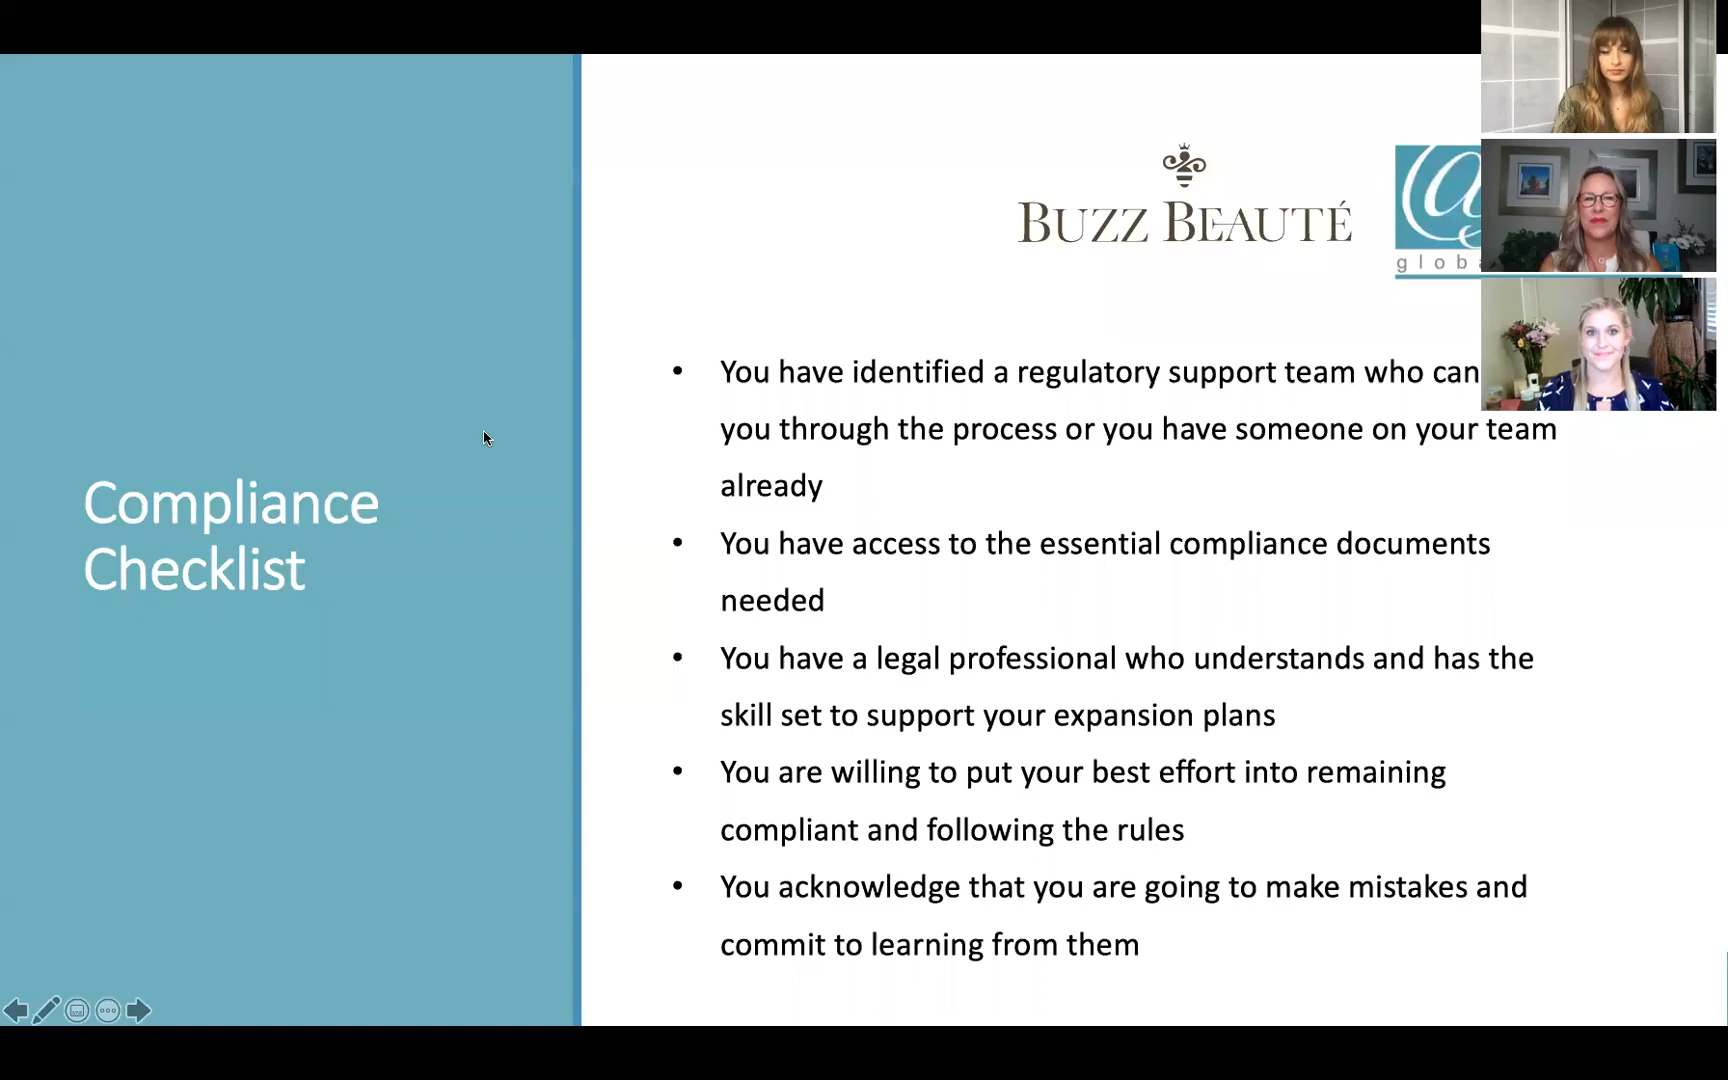 BUZZ BEAUTÉ
@
globa
• You have identified a regulatory support team who can
you through the process or you have someone on your team
already
Compliance
Checklist
• You have access to the essential compliance documents
needed
• You have a legal professional who understands and has the
skill set to support your expansion plans
• You are willing to put your best effort into remaining
compliant and following the rules
• You acknowledge that you are going to make mistakes and
commit to learning from them